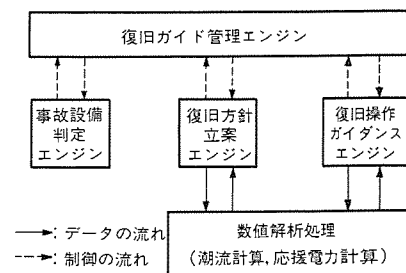 復旧ガイド管理エンジン
事故設備
判定
エンジン
復旧方針
立案
エンジン
復旧操作
ガイダンス
エンジン
数値解析処理
(潮流計算,応援電力計算)
:データの流れ
:制御の流れ